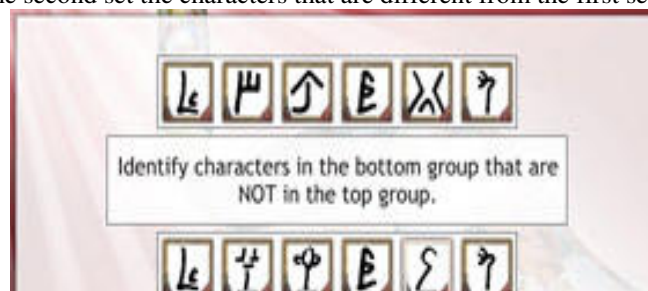 he second set the characters that are different from the first se
Identify characters in the bottom group that are
NOT in the top group.